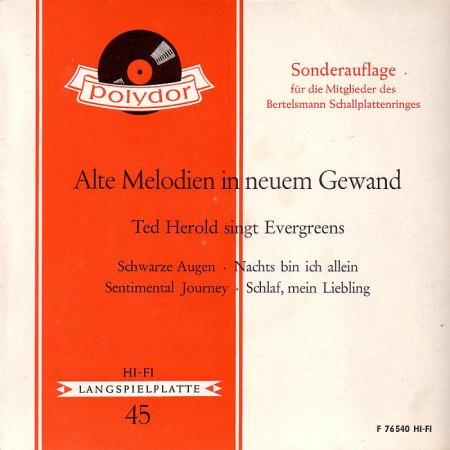 polydor
Sonderauflage
für die Mitglieder des
Bertelsmann Schallplattenringes
Alte Melodien in neuem Gewand
Ted Herold singt Evergreens
Schwarze Augen · Nachts bin ich allein
Sentimental Journey · Schlaf, mein Liebling
HI-FI
LANGSPIELPLATTE
45
F 76540 HI-FI